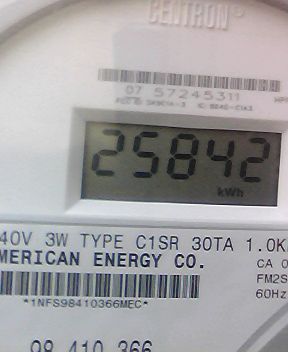 CENTRON®
07 57245311
25842
kWh
40V 3W TYPE C1SR 30TA 1.0K
MERICAN ENERGY CO.
CA 0
FM2S
60Hz
*1NFS98410366MEC*
98 410 366